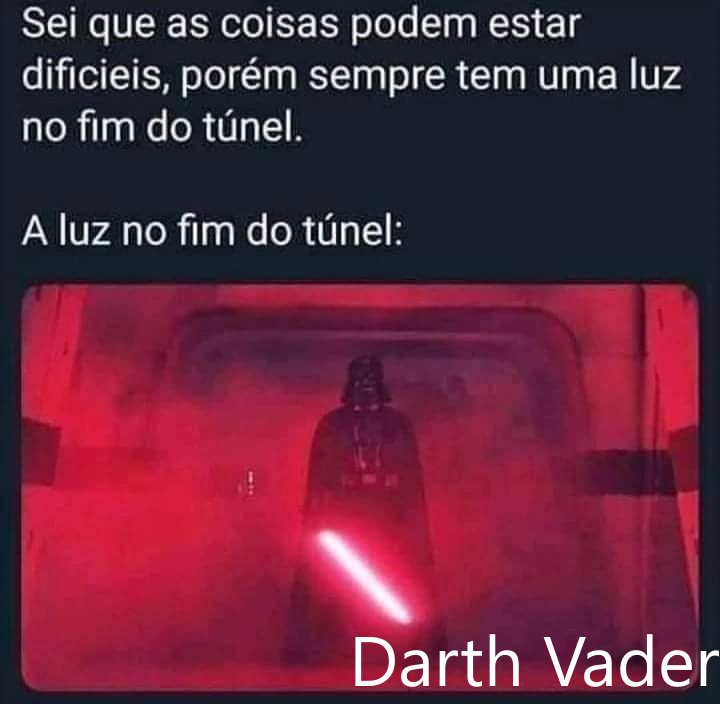 Sei que as coisas podem estar
dificieis, porém sempre tem uma luz
no fim do túnel.
A luz no fim do túnel:
Darth Vader